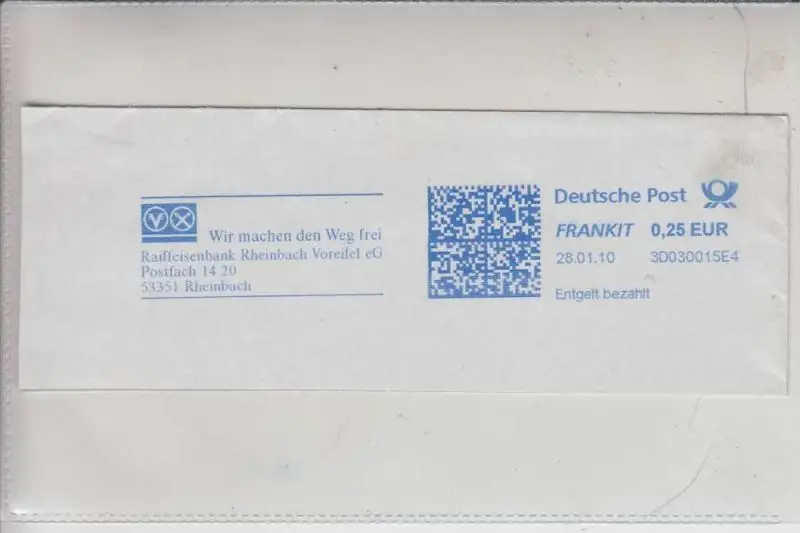 Wir machen den Weg frei
Raiffeisenbank Rheinbach Voreifel eG
Postfach 14 20
53351 Rheinbach
Deutsche Post
FRANKIT 0,25 EUR
28.01.10 3D030015E4
Entgelt bezahlt